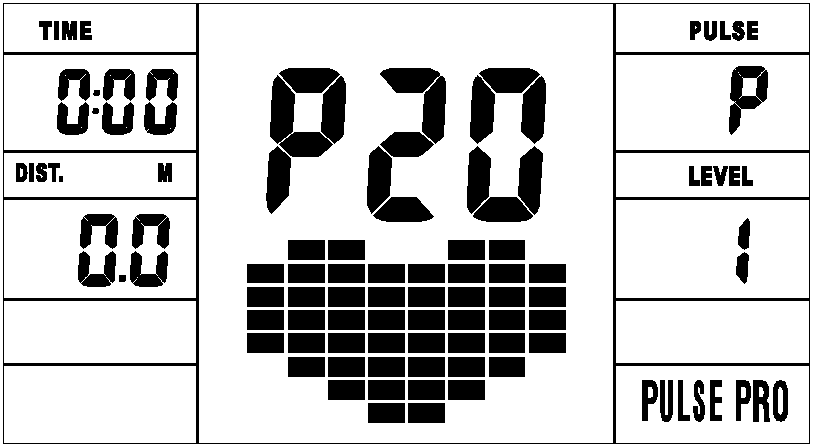 TIME
0:00
DIST. M
0.0
P20
PULSE
P
LEVEL
1
PULSE PRO